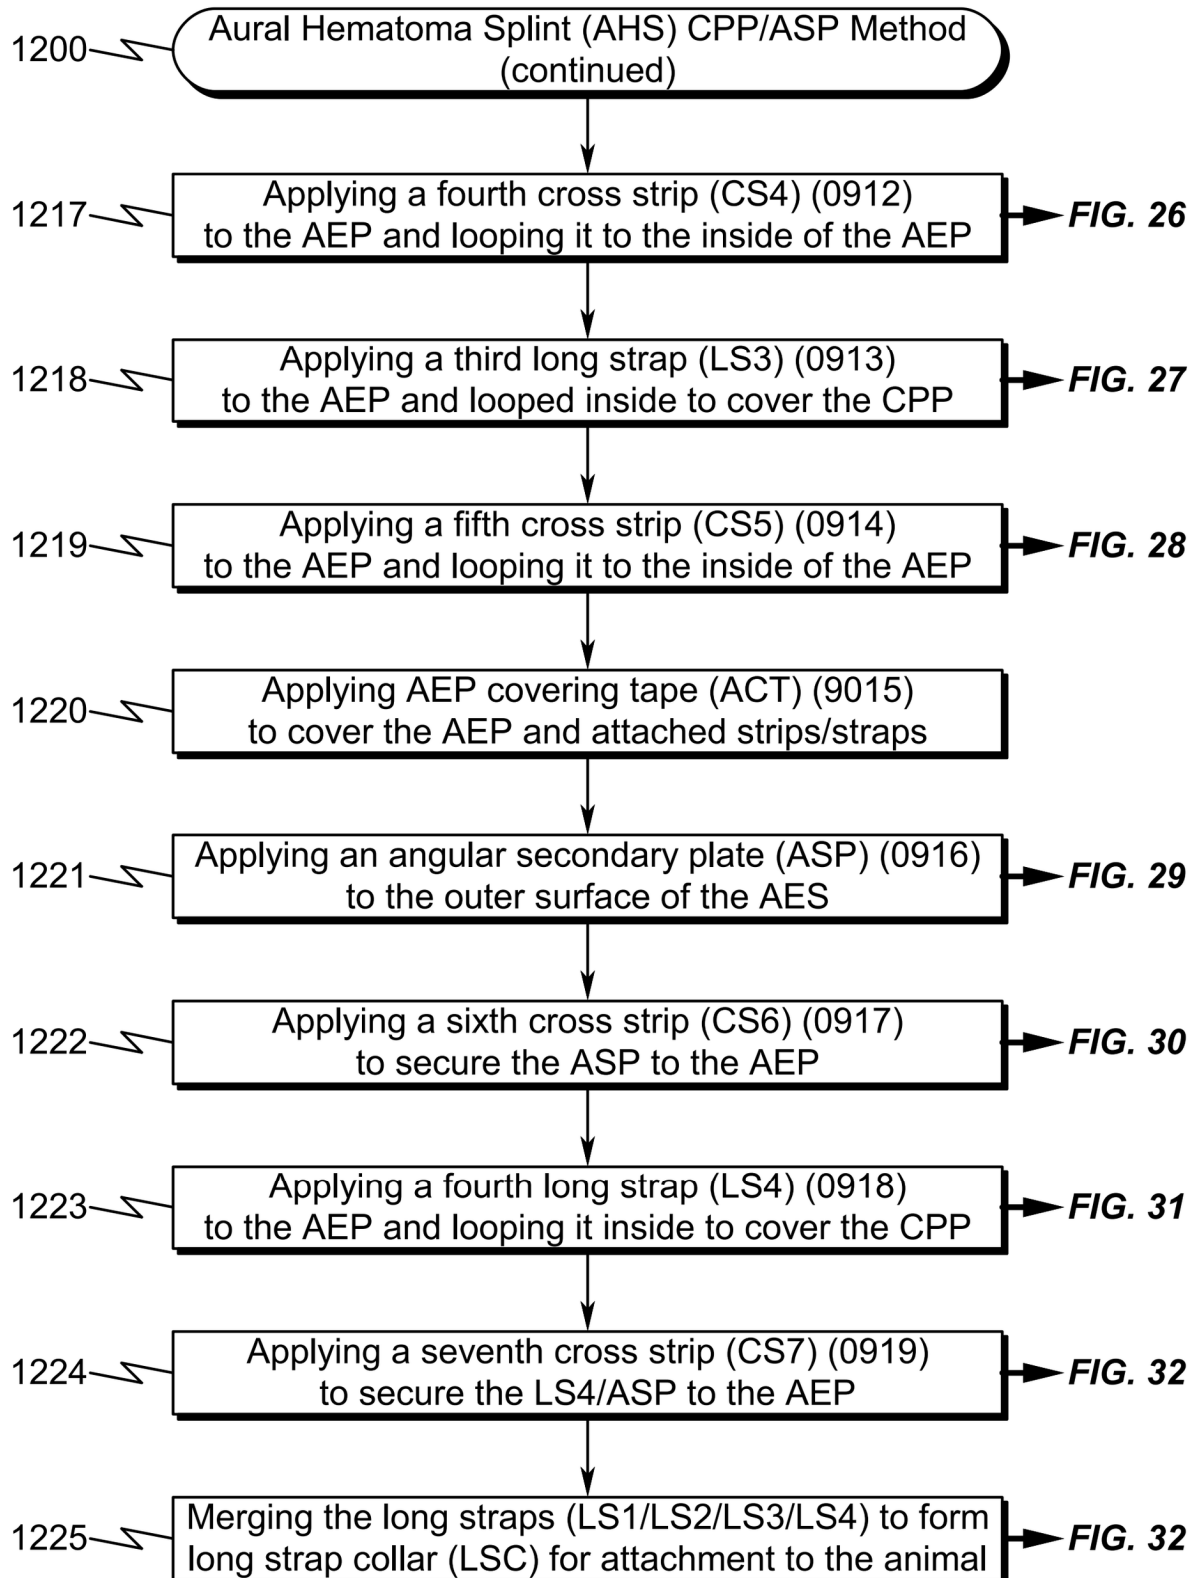 1200
Aural Hematoma Splint (AHS) CPP/ASP Method
(continued)
1217
Applying a fourth cross strip (CS4) (0912)
to the AEP and looping it to the inside of the AEP
FIG. 26
1218
Applying a third long strap (LS3) (0913)
to the AEP and looped inside to cover the CPP
FIG. 27
1219
Applying a fifth cross strip (CS5) (0914)
to the AEP and looping it to the inside of the AEP
FIG. 28
1220
Applying AEP covering tape (ACT) (9015)
to cover the AEP and attached strips/straps
1221
Applying an angular secondary plate (ASP) (0916)
to the outer surface of the AES
FIG. 29
1222
Applying a sixth cross strip (CS6) (0917)
to secure the ASP to the AEP
FIG. 30
1223
Applying a fourth long strap (LS4) (0918)
to the AEP and looping it inside to cover the CPP
FIG. 31
1224
Applying a seventh cross strip (CS7) (0919)
to secure the LS4/ASP to the AEP
FIG. 32
1225
Merging the long straps (LS1/LS2/LS3/LS4) to form
long strap collar (LSC) for attachment to the animal
FIG. 32